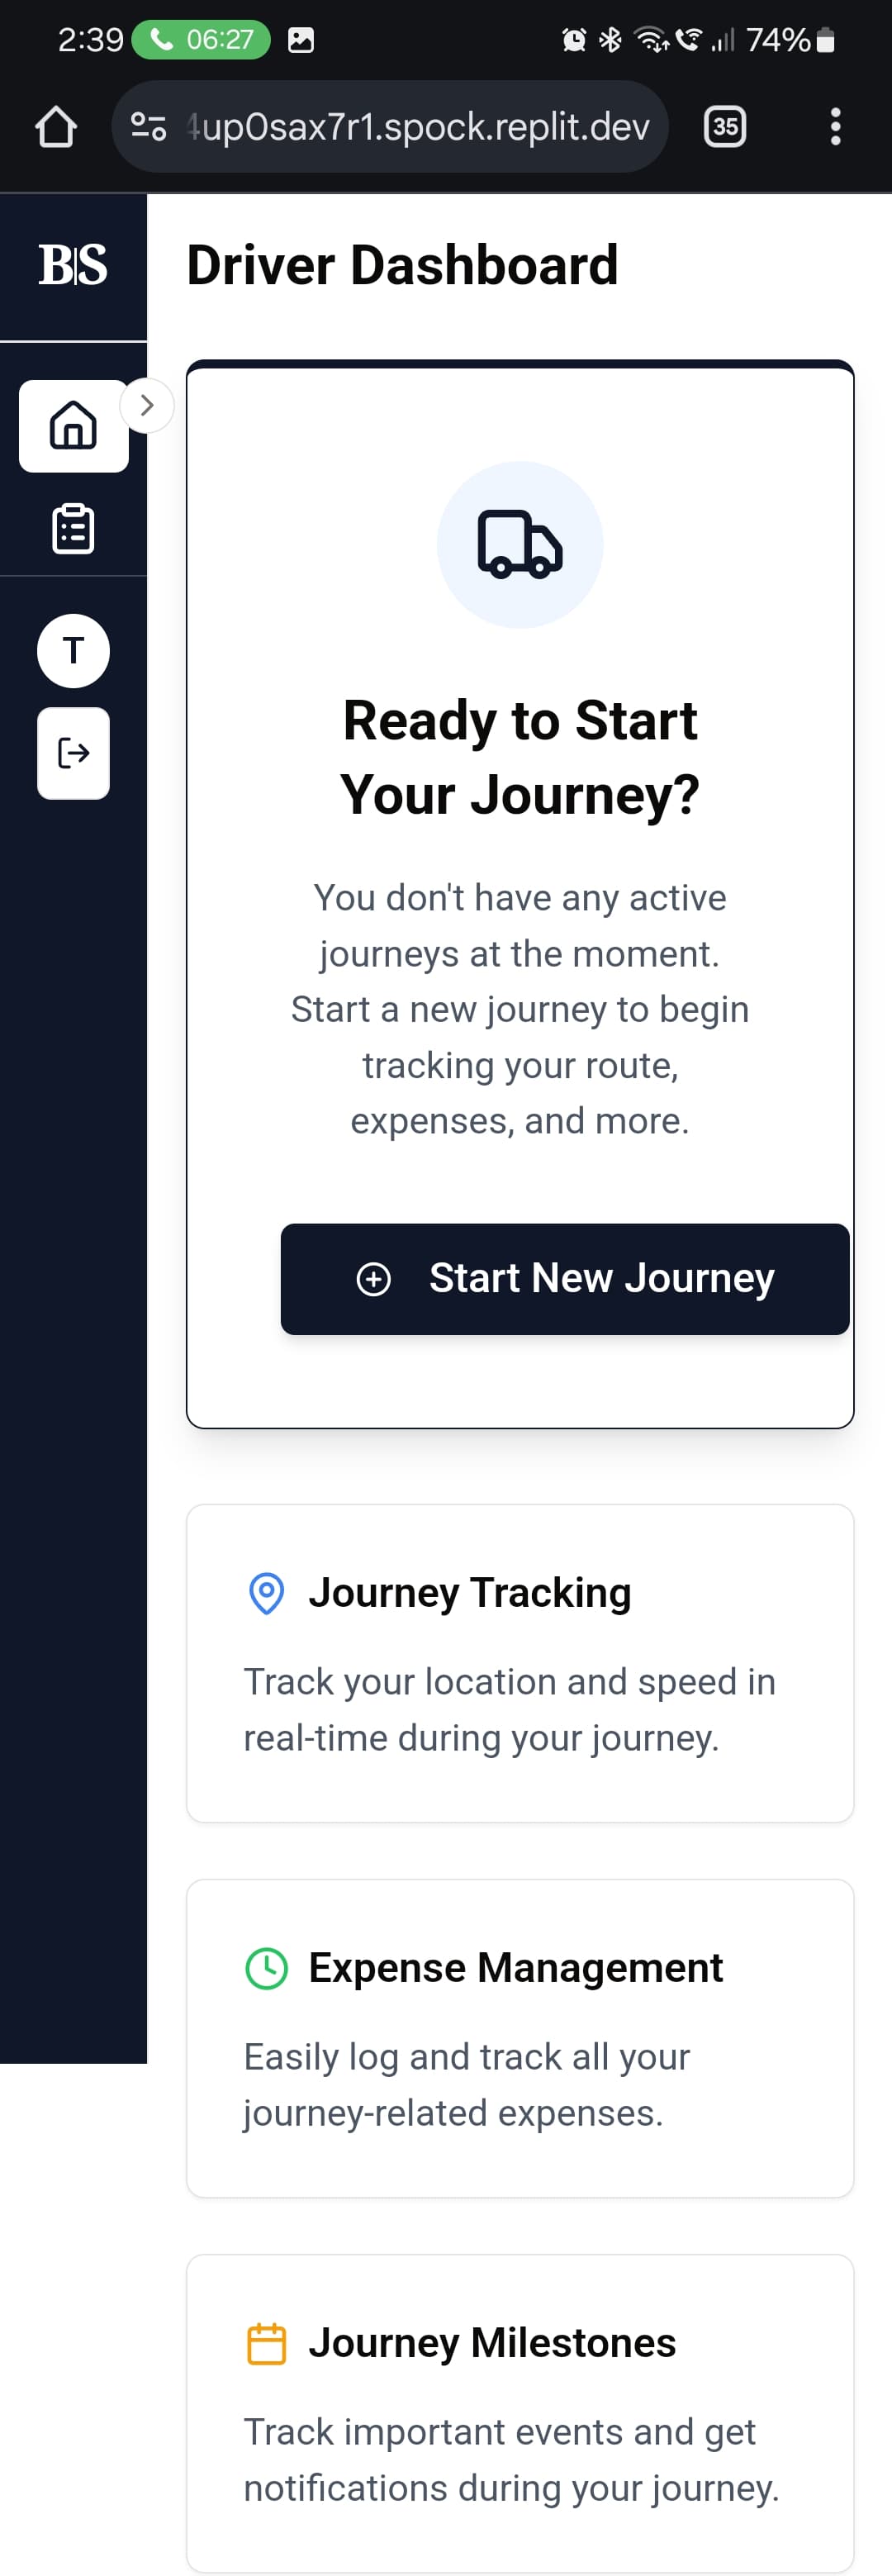 2:39 06:27 74%
4up0sax7r1.spock.replit.dev 35
B|S
Driver Dashboard
T
Ready to Start
Your Journey?
You don't have any active
journeys at the moment.
Start a new journey to begin
tracking your route,
expenses, and more.
Start New Journey
Journey Tracking
Track your location and speed in
real-time during your journey.
Expense Management
Easily log and track all your
journey-related expenses.
Journey Milestones
Track important events and get
notifications during your journey.